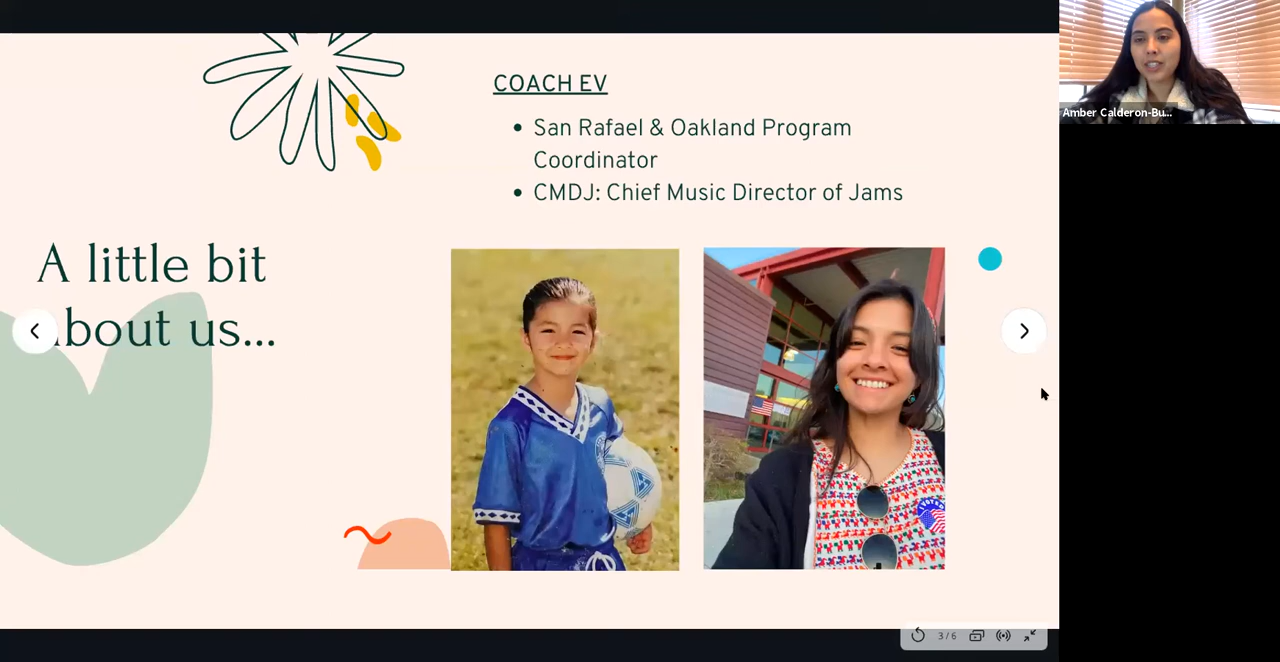 COACH EV
San Rafael & Oakland Program
Coordinator
CMDJ: Chief Music Director of Jams
A little bit
about us...
Amber Calderon-Bu...
3/6